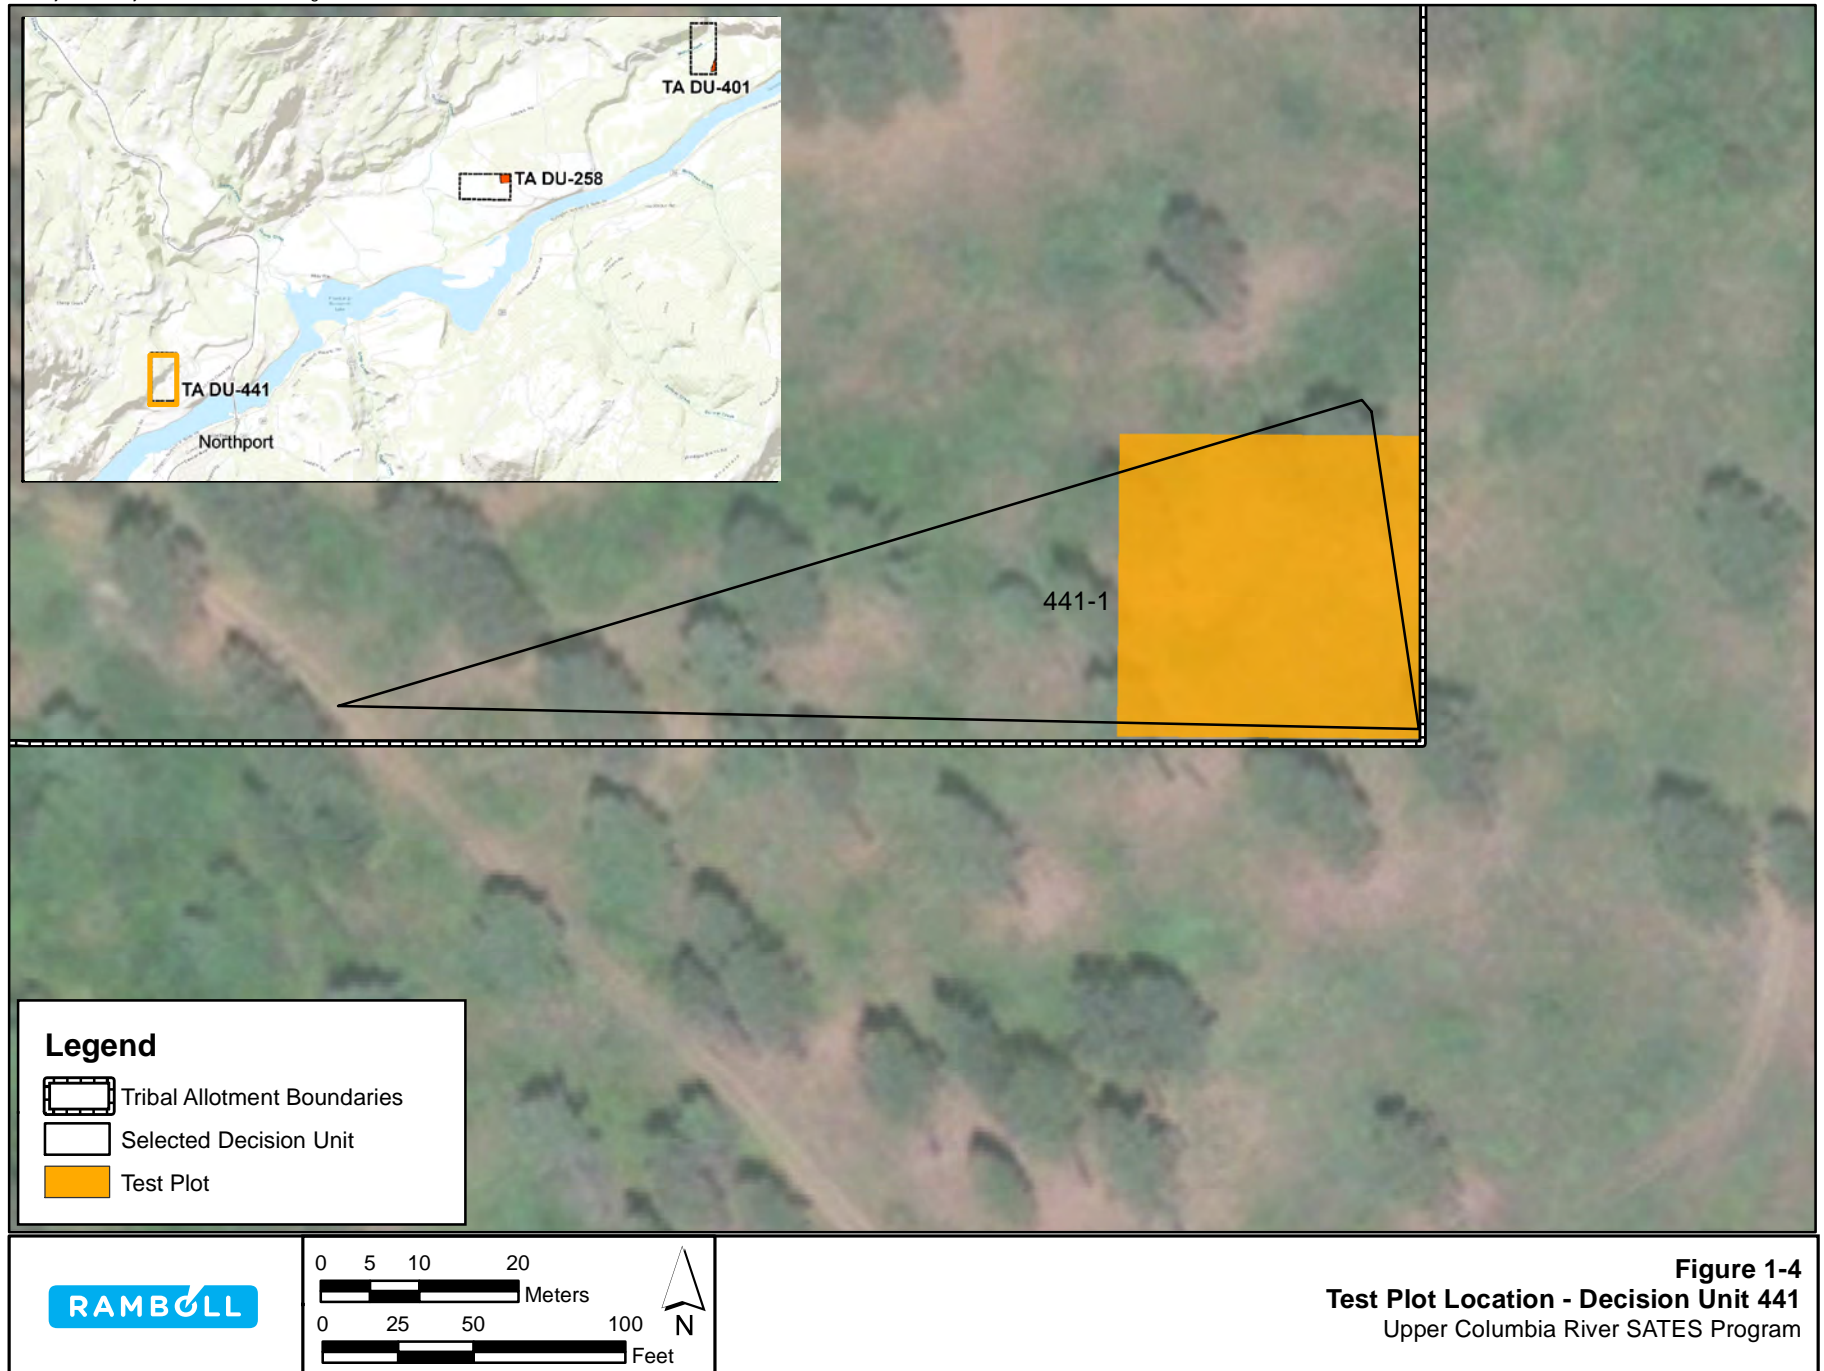 TA DU-401
TA DU-258
TA DU-441
Northport
441-1
Legend
Tribal Allotment Boundaries
Selected Decision Unit
Test Plot
RAMBOLL
0 5 10 20
Meters
0 25 50 100
Feet
N
Figure 1-4
Test Plot Location - Decision Unit 441
Upper Columbia River SATES Program